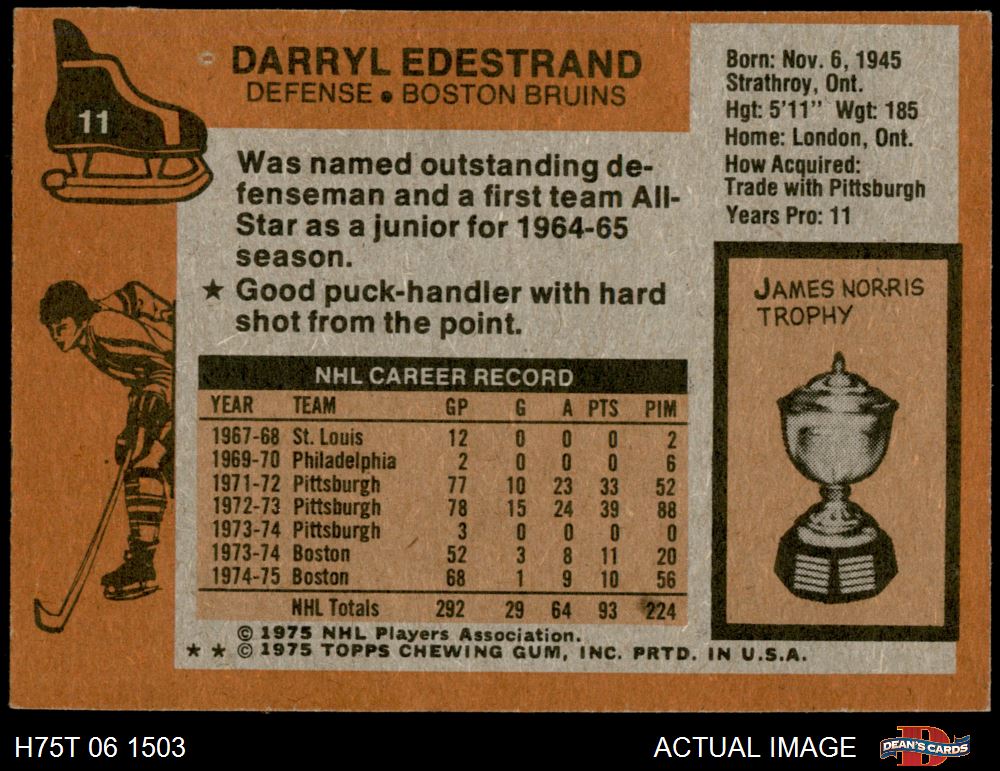 11
DARRYL EDESTRAND
DEFENSE • BOSTON BRUINS
Was named outstanding de-
fenseman and a first team All-
Star as a junior for 1964-65
season.
★ Good puck-handler with hard
shot from the point.
Born: Nov. 6, 1945
Strathroy, Ont.
Hgt: 5'11" Wgt: 185
Home: London, Ont.
How Acquired:
Trade with Pittsburgh
Years Pro: 11
JAMES NORRIS
TROPHY
NHL CAREER RECORD
YEAR TEAM GP G A PTS PIM
1967-68 St. Louis 12 0 0 0 2
1969-70 Philadelphia 2 0 0 0 6
1971-72 Pittsburgh 77 10 23 33 52
1972-73 Pittsburgh 78 15 24 39 88
1973-74 Pittsburgh 3 0 0 0 0
1973-74 Boston 52 3 8 11 20
1974-75 Boston 68 1 9 10 56
NHL Totals 292 29 64 93 224
© 1975 NHL Players Association.
★ ★ © 1975 TOPPS CHEWING GUM, INC. PRTD. IN U.S.A.
H75T 06 1503
ACTUAL IMAGE
DEAN'S CARDS